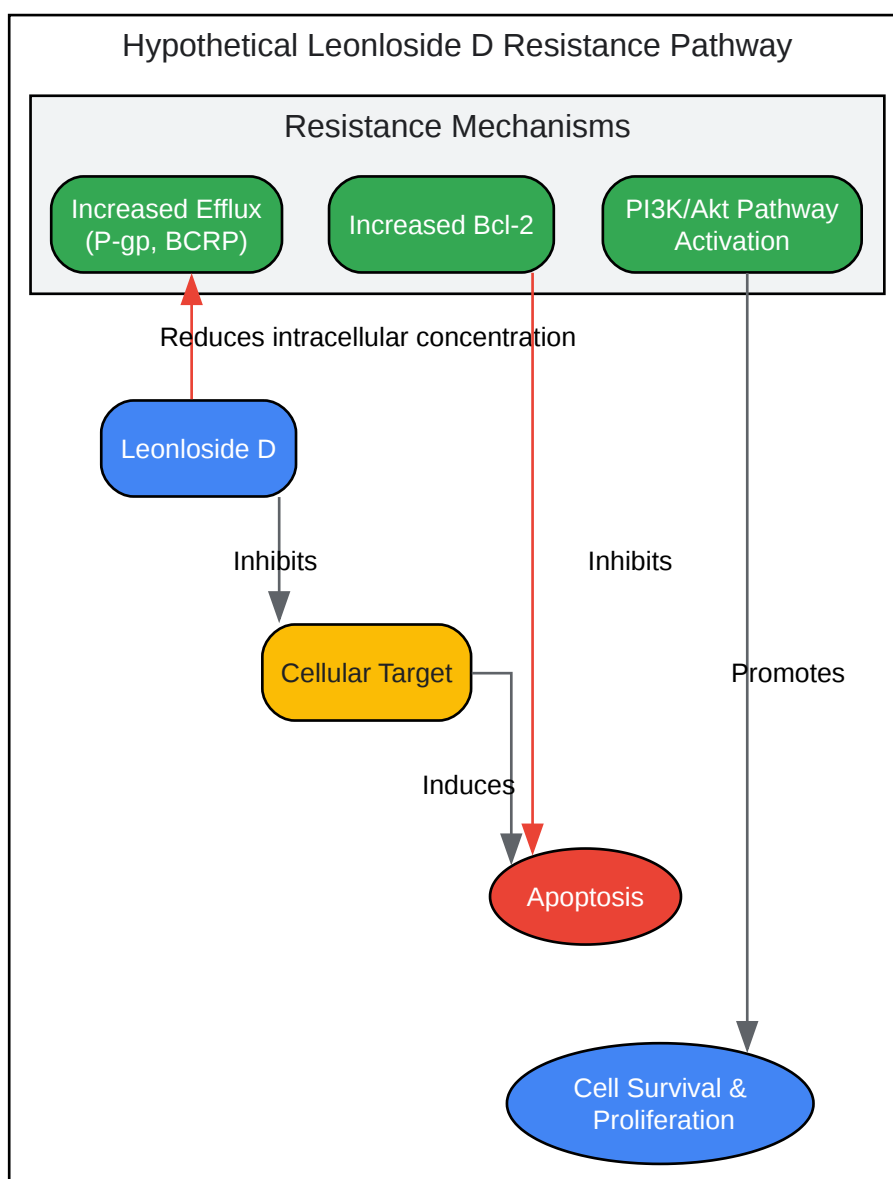 Hypothetical Leonloside D Resistance Pathway
Resistance Mechanisms
Increased Efflux
(P-gp, BCRP)
Increased Bcl-2
PI3K/Akt Pathway
Activation
Reduces intracellular concentration
Leonloside D
Inhibits
Inhibits
Cellular Target
Promotes
Induces
Apoptosis
Cell Survival &
Proliferation